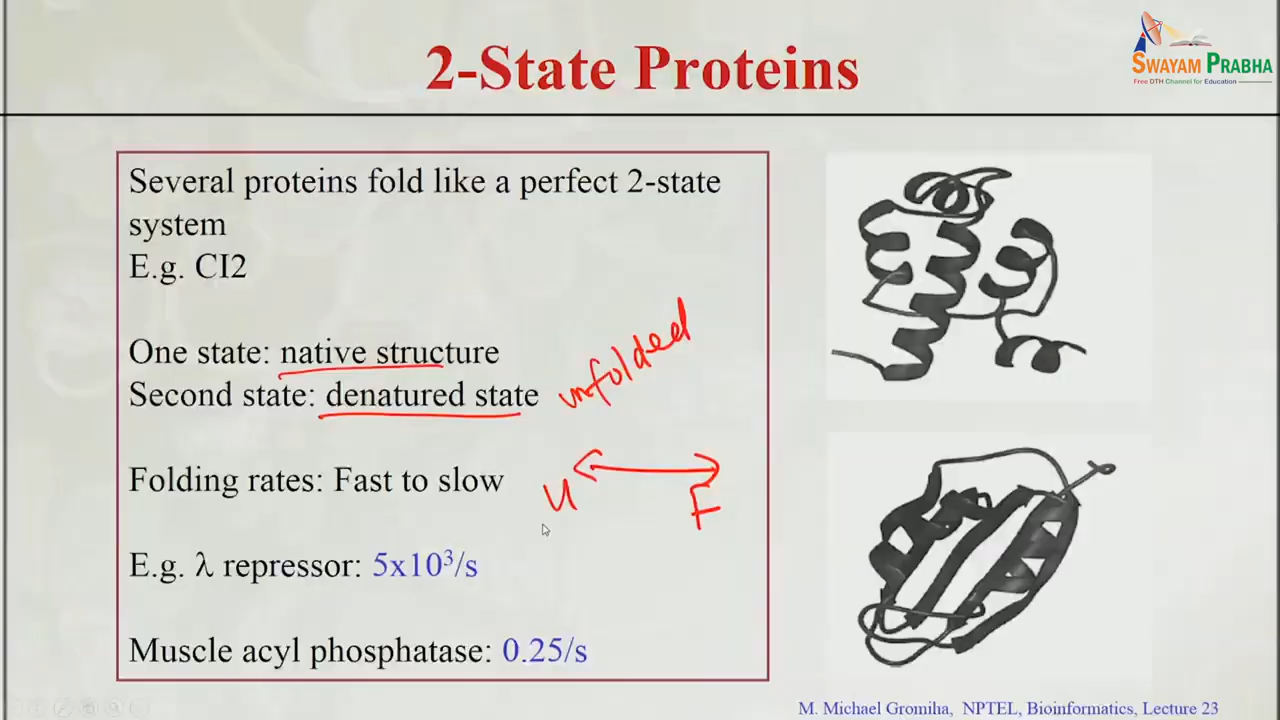 2-State Proteins
SWAYAM PRABHA
Free DTH Channel for Education
Several proteins fold like a perfect 2-state
system
E.g. CI2
One state: native structure
Second state: denatured state
unfolded
Folding rates: Fast to slow
U F
E.g. λ repressor: 5x10³/s
Muscle acyl phosphatase: 0.25/s
M. Michael Gromiha, NPTEL, Bioinformatics, Lecture 23